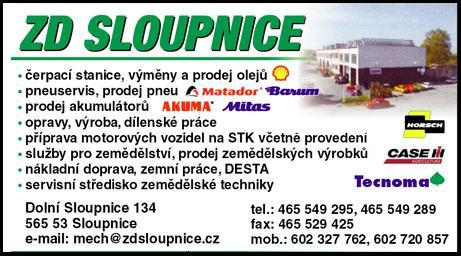 ZD SLOUPNICE
• čerpací stanice, výměny a prodej olejů
• pneuservis, prodej pneu Matador Barum
• prodej akumulátorů AKUMA Mitas
• opravy, výroba, dílenské práce
• příprava motorových vozidel na STK včetně provedení
HORSCH
• služby pro zemědělství, prodej zemědělských výrobků
CASE IH
AGRICULTURE
• nákladní doprava, zemní práce, DESTA
• servisní středisko zemědělské techniky
Tecnoma
Dolní Sloupnice 134 tel.: 465 549 295, 465 549 289
565 53 Sloupnice fax: 465 529 425
e-mail: mech@zdsloupnice.cz mob.: 602 327 762, 602 720 857